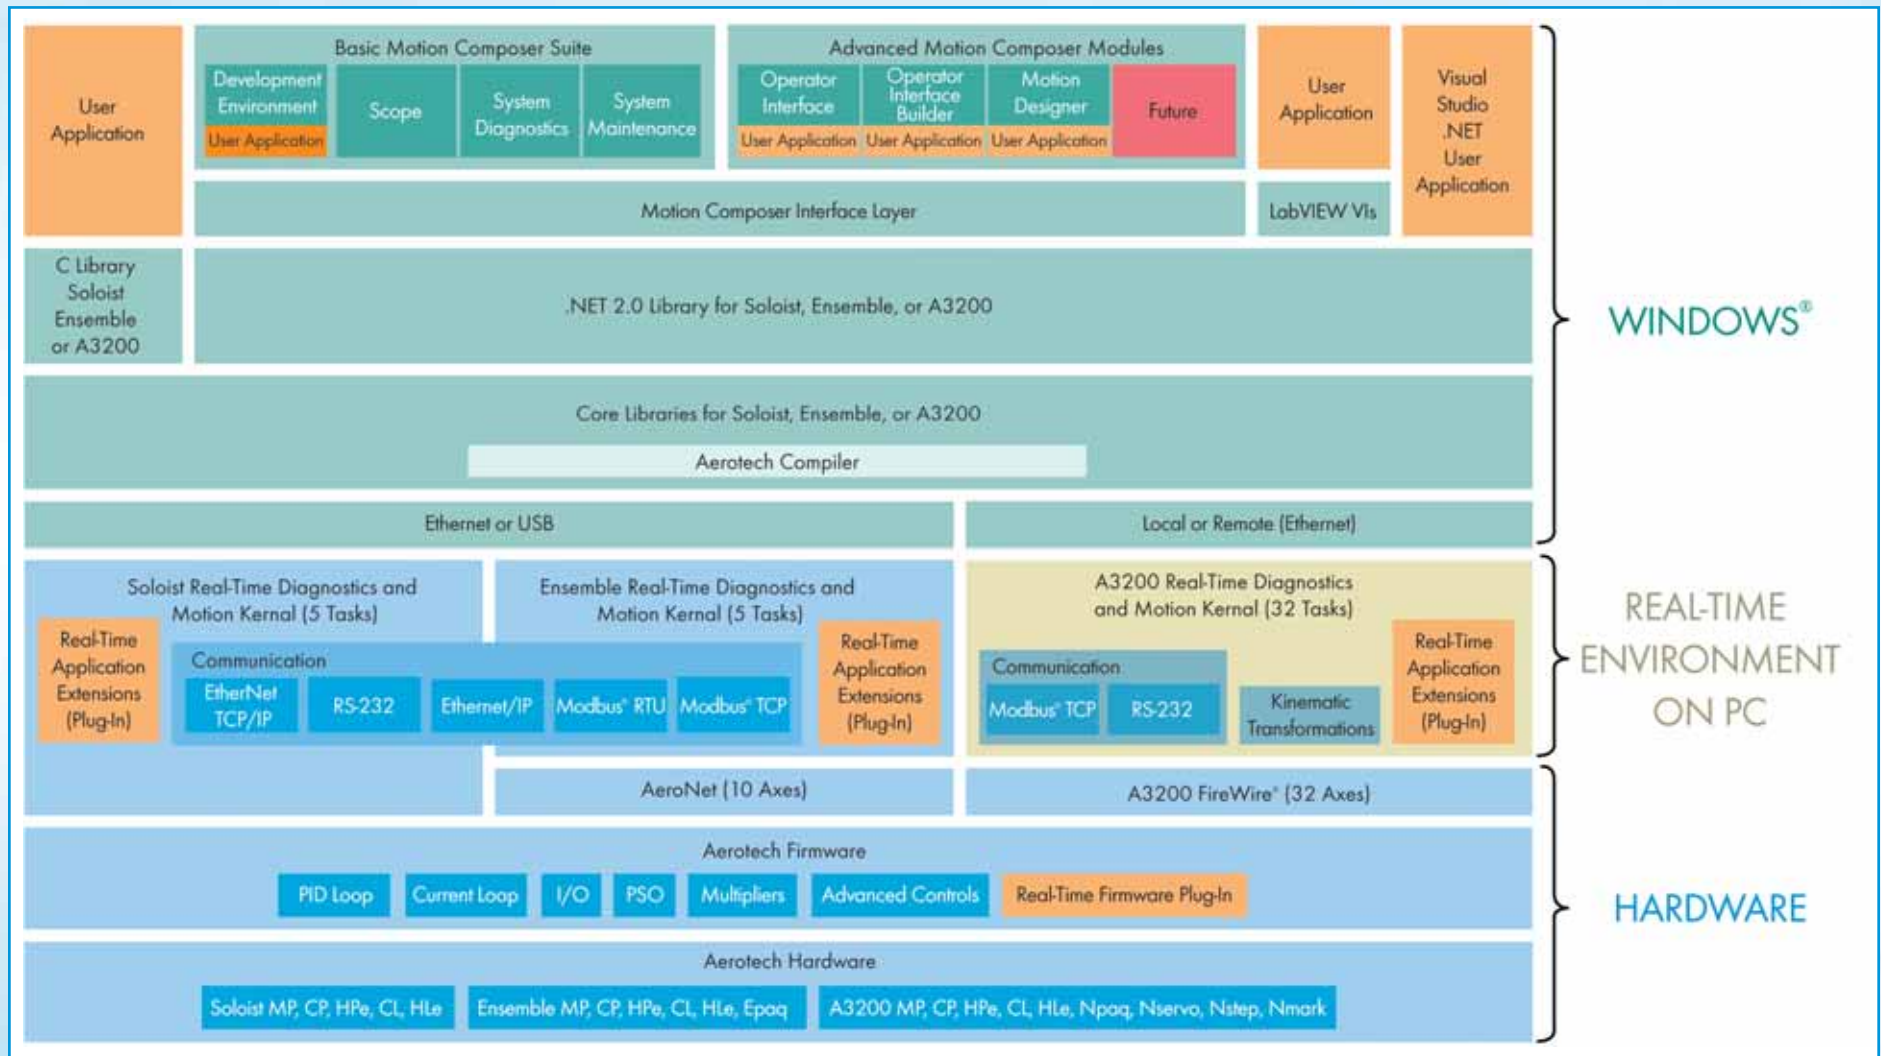 User
Application
Basic Motion Composer Suite
Development
Environment
User Application
Scope
System
Diagnostics
System
Maintenance
Advanced Motion Composer Modules
Operator
Interface
User Application
Operator
Interface
Builder
User Application
Motion
Designer
User Application
Future
User
Application
Visual
Studio
.NET
User
Application
Motion Composer Interface Layer
LabVIEW VIs
C Library
Soloist
Ensemble
or A3200
.NET 2.0 Library for Soloist, Ensemble, or A3200
WINDOWS®
Core Libraries for Soloist, Ensemble, or A3200
Aerotech Compiler
Ethernet or USB
Local or Remote (Ethernet)
Soloist Real-Time Diagnostics and
Motion Kernal (5 Tasks)
Real-Time
Application
Extensions
(Plug-In)
Communication
EtherNet
TCP/IP
RS-232
Ethernet/IP
Modbus® RTU
Modbus® TCP
Ensemble Real-Time Diagnostics and
Motion Kernal (5 Tasks)
Real-Time
Application
Extensions
(Plug-In)
A3200 Real-Time Diagnostics
and Motion Kernal (32 Tasks)
Communication
Modbus® TCP
RS-232
Kinematic
Transformations
Real-Time
Application
Extensions
(Plug-In)
REAL-TIME
ENVIRONMENT
ON PC
AeroNet (10 Axes)
A3200 FireWire® (32 Axes)
Aerotech Firmware
PID Loop
Current Loop
I/O
PSO
Multipliers
Advanced Controls
Real-Time Firmware Plug-In
HARDWARE
Aerotech Hardware
Soloist MP, CP, HPe, CL, HLe
Ensemble MP, CP, HPe, CL, HLe, Epaq
A3200 MP, CP, HPe, CL, HLe, Npaq, Nservo, Nstep, Nmark